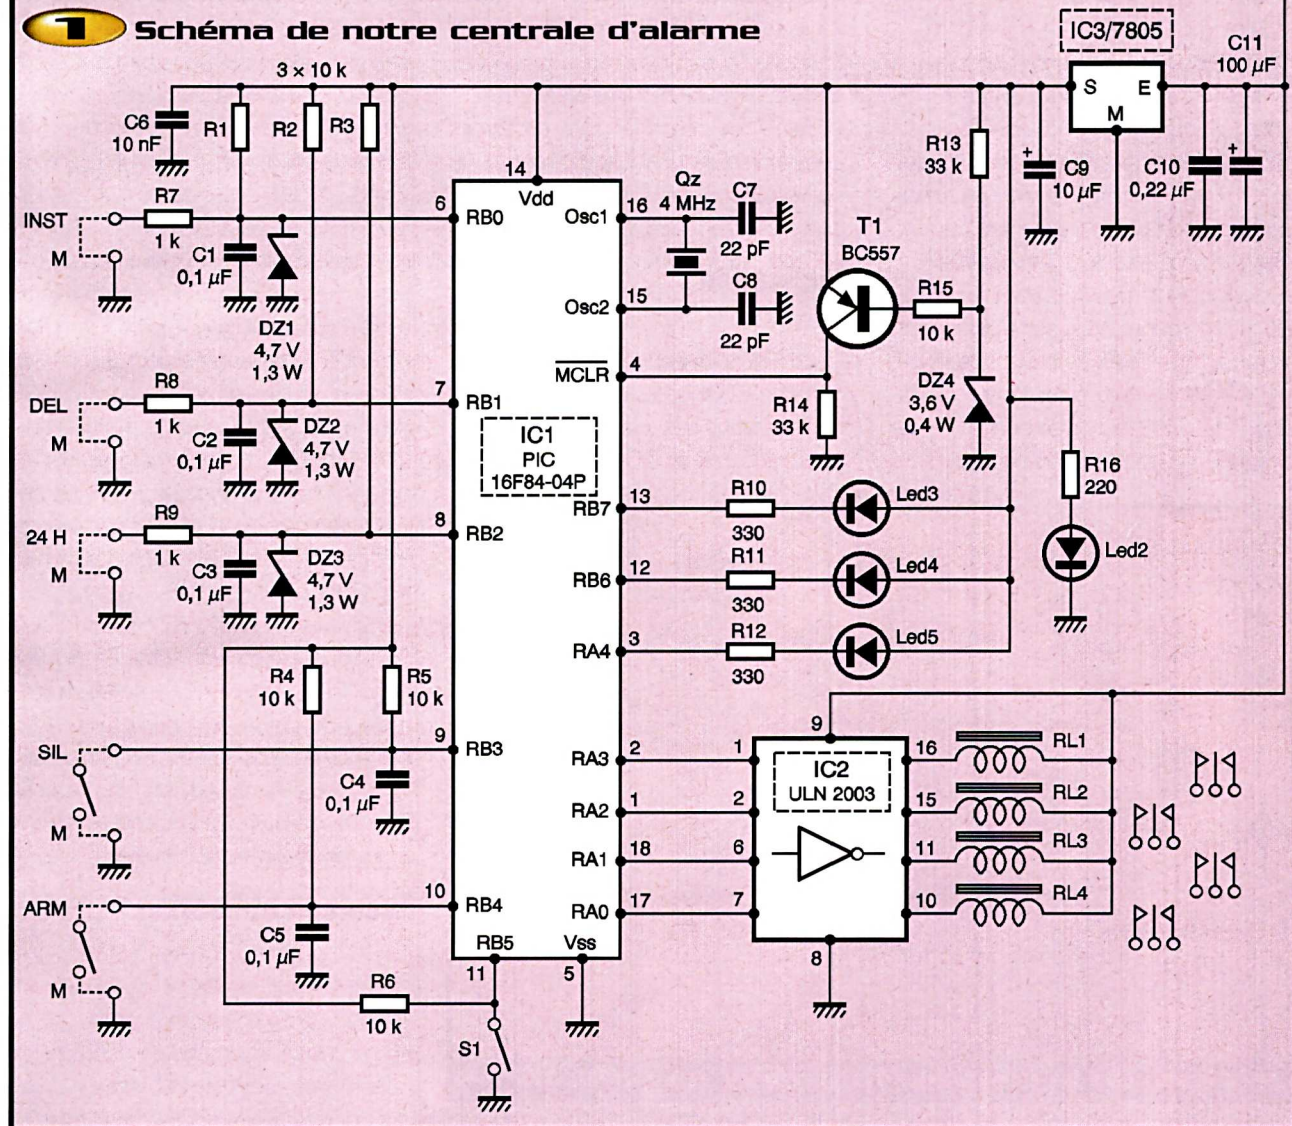 1 Schéma de notre centrale d'alarme
IC3/7805
C11
100 µF
3 × 10 k
S E
M
C6
10 nF
R1
R2
R3
R13
33 k
C9
10 µF
C10
0,22 µF
+
+
14
Vdd
Qz
4 MHz
C7
22 pF
T1
BC557
INST
R7
1 k
6
RB0
Osc1
16
M
C1
0,1 µF
DZ1
4,7 V
1,3 W
Osc2
15
C8
22 pF
R15
10 k
MCLR
4
R14
33 k
DZ4
3,6 V
0,4 W
DEL
R8
1 k
7
RB1
M
C2
0,1 µF
DZ2
4,7 V
1,3 W
IC1
PIC
16F84-04P
R16
220
Led2
RB7
13
R10
330
Led3
24 H
R9
1 k
8
RB2
M
C3
0,1 µF
DZ3
4,7 V
1,3 W
RB6
12
R11
330
Led4
RA4
3
R12
330
Led5
R4
10 k
R5
10 k
SIL
9
RB3
M
C4
0,1 µF
9
IC2
ULN 2003
RA3
2
1
16
RL1
RA2
1
2
15
RL2
RA1
18
6
11
RL3
RA0
17
7
10
RL4
8
ARM
10
RB4
M
C5
0,1 µF
RB5
11
Vss
5
R6
10 k
S1